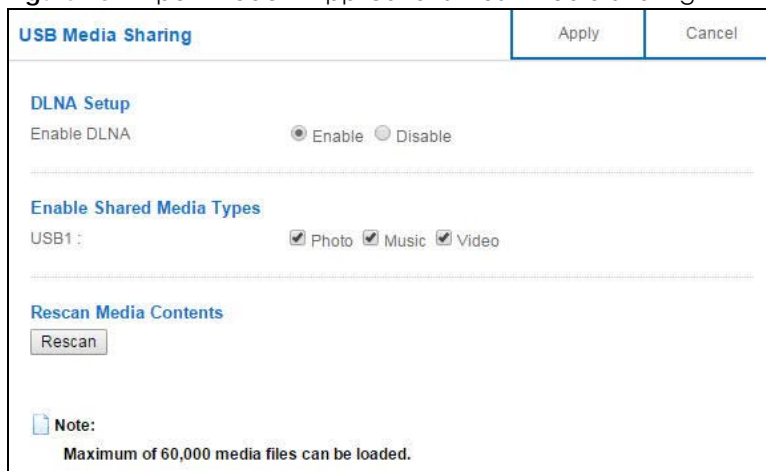 USB Media Sharing Apply Cancel
DLNA Setup
Enable DLNA Enable Disable
Enable Shared Media Types
USB1 : Photo Music Video
Rescan Media Contents
Rescan
Note:
Maximum of 60,000 media files can be loaded.